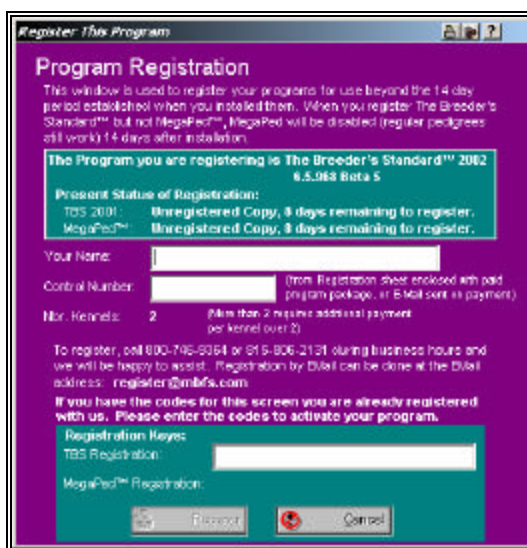 Register This Program
?
Program Registration
This window is used to register your programs for use beyond the 14 day
period established when you installed them. When you register The Breeder's
Standard™ but not MegaPed™, MegaPed will be disabled (regular pedigrees
still work) 14 days after installation.
The Program you are registering is The Breeder's Standard™ 2002
6.5.968 Beta 5
Present Status of Registration:
TBS 2001: Unregistered Copy, 8 days remaining to register.
MegaPed™: Unregistered Copy, 8 days remaining to register.
Your Name:
Control Number: (from Registration sheet enclosed with paid
program package, or E-Mail sent on payment)
Nbr. Kennels: 2 (More than 2 requires additional payment
per kennel over 2)
To register, call 800-746-9364 or 815-806-2131 during business hours and
we will be happy to assist. Registration by EMail can be done at the EMail
address: register@mbfs.com
If you have the codes for this screen you are already registered
with us. Please enter the codes to activate your program.
Registration Keys:
TBS Registration:
MegaPed™ Registration:
Register Cancel